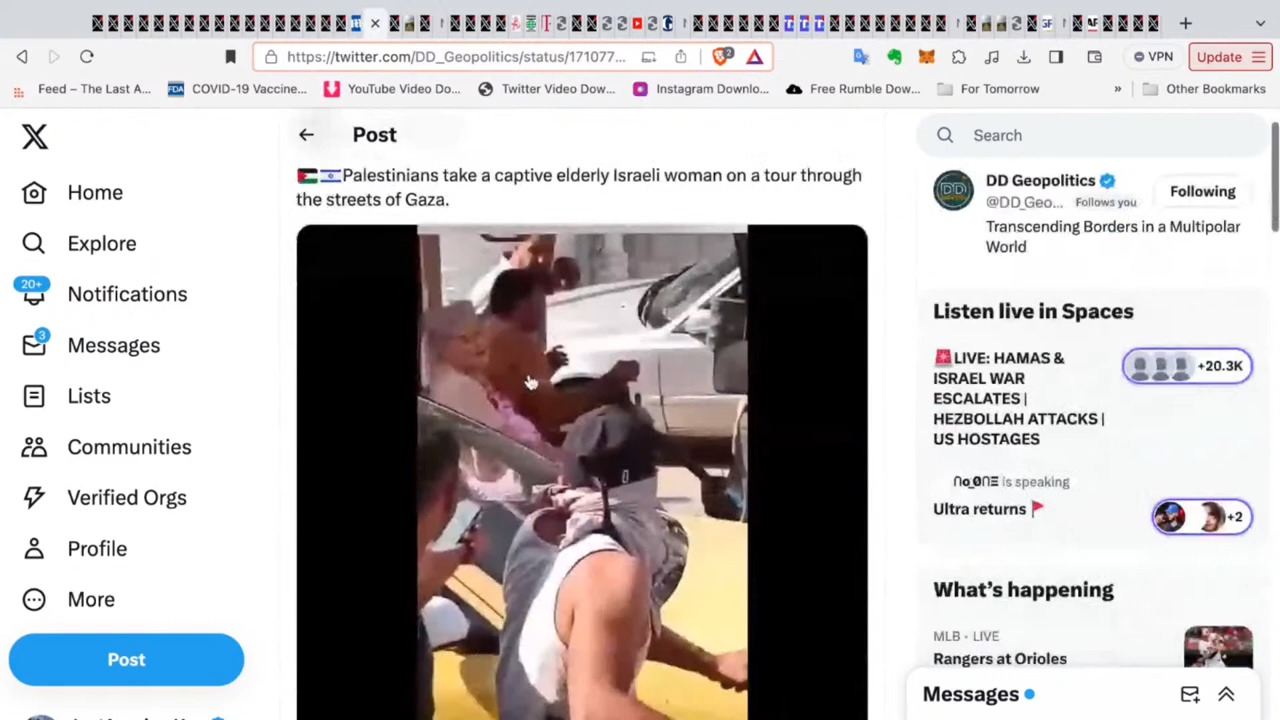 https://twitter.com/DD_Geopolitics/status/171077...
2
VPN
Update
Feed – The Last A...
COVID-19 Vaccine...
YouTube Video Do...
Twitter Video Dow...
Instagram Downlo...
Free Rumble Dow...
For Tomorrow
»
Other Bookmarks
Post
Search
Palestinians take a captive elderly Israeli woman on a tour through
the streets of Gaza.
Home
Explore
20+
Notifications
3
Messages
Lists
Communities
Verified Orgs
Profile
More
Post
DD Geopolitics
@DD_Geo... Follows you
Following
Transcending Borders in a Multipolar
World
Listen live in Spaces
LIVE: HAMAS &
ISRAEL WAR
ESCALATES |
HEZBOLLAH ATTACKS |
US HOSTAGES
+20.3K
is speaking
Ultra returns
+2
What’s happening
MLB · LIVE
Rangers at Orioles
Messages